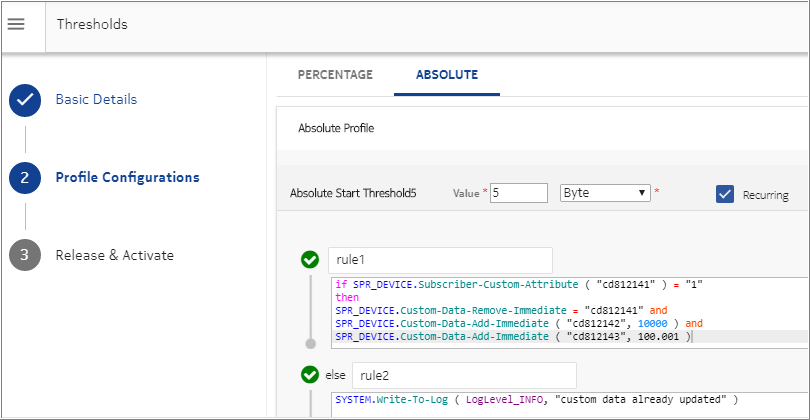 Thresholds
Basic Details
2 Profile Configurations
3 Release & Activate
PERCENTAGE ABSOLUTE
Absolute Profile
Absolute Start Threshold5 Value * 5 Byte * Recurring
rule1
if SPR_DEVICE.Subscriber-Custom-Attribute ( "cd812141" ) = "1"
then
SPR_DEVICE.Custom-Data-Remove-Immediate = "cd812141" and
SPR_DEVICE.Custom-Data-Add-Immediate ( "cd812142", 10000 ) and
SPR_DEVICE.Custom-Data-Add-Immediate ( "cd812143", 100.001 )
else rule2
SYSTEM.Write-To-Log ( LogLevel_INFO, "custom data already updated" )